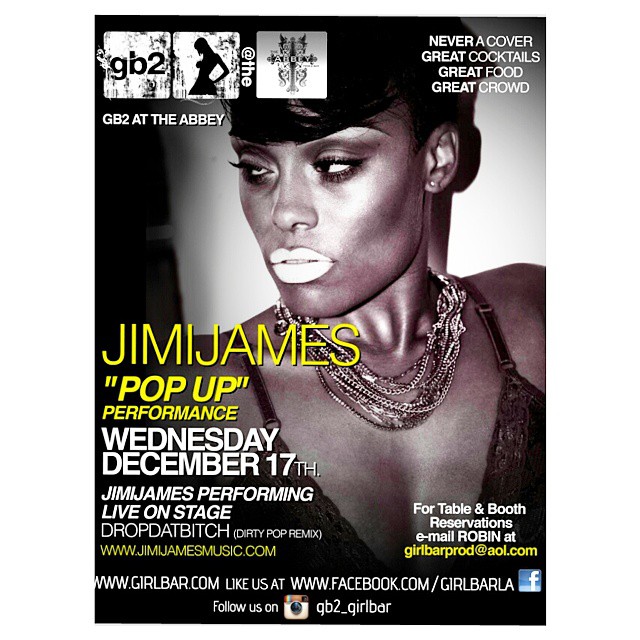 gb2
@the
ABBEY
GB2 AT THE ABBEY
NEVER A COVER
GREAT COCKTAILS
GREAT FOOD
GREAT CROWD
JIMIJAMES
"POP UP"
PERFORMANCE
WEDNESDAY
DECEMBER 17TH.
JIMIJAMES PERFORMING
LIVE ON STAGE
DROPDATBITCH (DIRTY POP REMIX)
WWW.JIMIJAMESMUSIC.COM
For Table & Booth
Reservations
e-mail ROBIN at
girlbarprod@aol.com
WWW.GIRLBAR.COM LIKE US AT WWW.FACEBOOK.COM/GIRLBARLA f
Follow us on gb2_girlbar